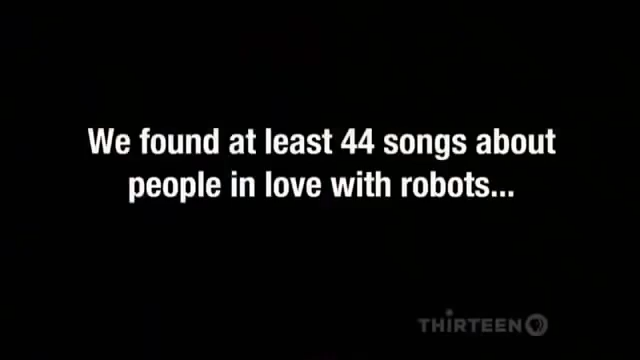 We found at least 44 songs about
people in love with robots...
THIRTEEN